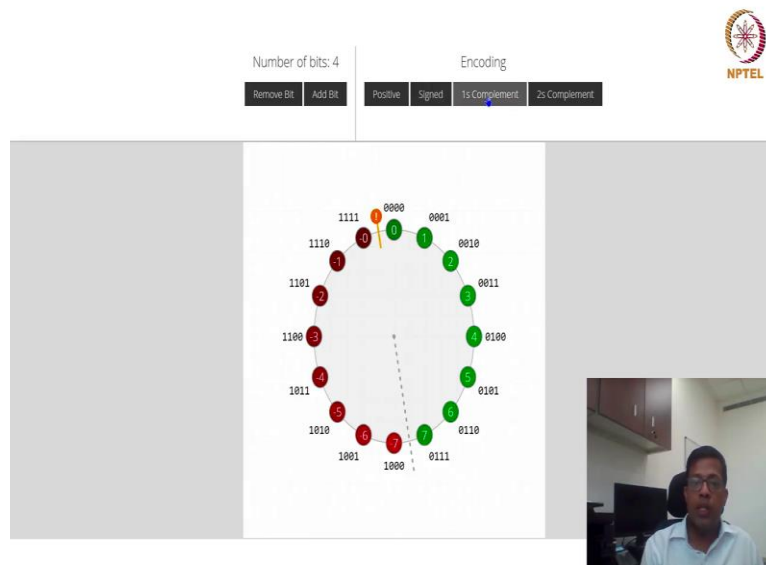 NPTEL
Number of bits: 4
Encoding
Remove Bit Add Bit Positive Signed 1s Complement 2s Complement
0000
1111 ! 0001
-0 0 1
1110 0010
-1 2
1101 0011
-2 3
1100 -3 4 0100
-4 5
1011 0101
-5 6
1010 0110
-6 -7 7
1001 0111
1000